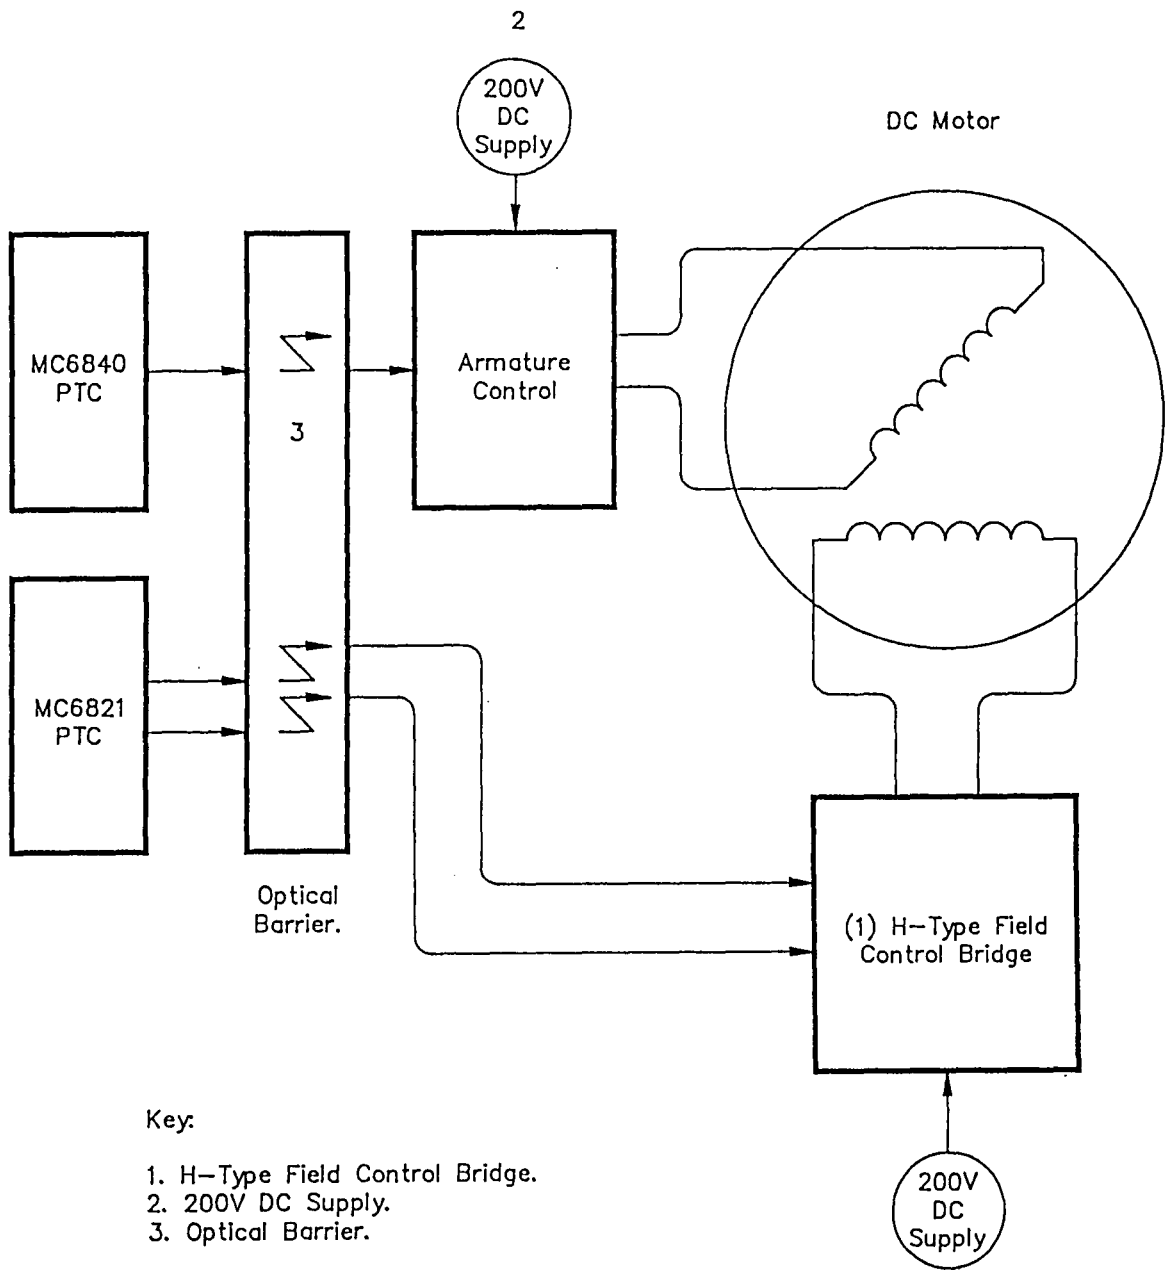 2
200V
DC
Supply
DC Motor
MC6840
PTC
3
Armature
Control
MC6821
PTC
Optical
Barrier.
(1) H-Type Field
Control Bridge
Key:
1. H-Type Field Control Bridge.
2. 200V DC Supply.
3. Optical Barrier.
200V
DC
Supply